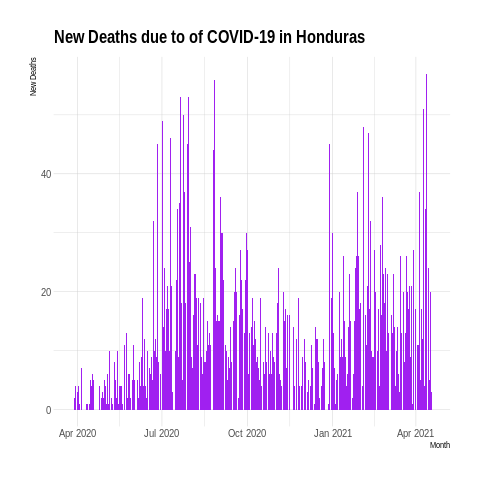 New Deaths due to of COVID-19 in Honduras
New Deaths
40
20
0
Apr 2020
Jul 2020
Oct 2020
Jan 2021
Apr 2021
Month